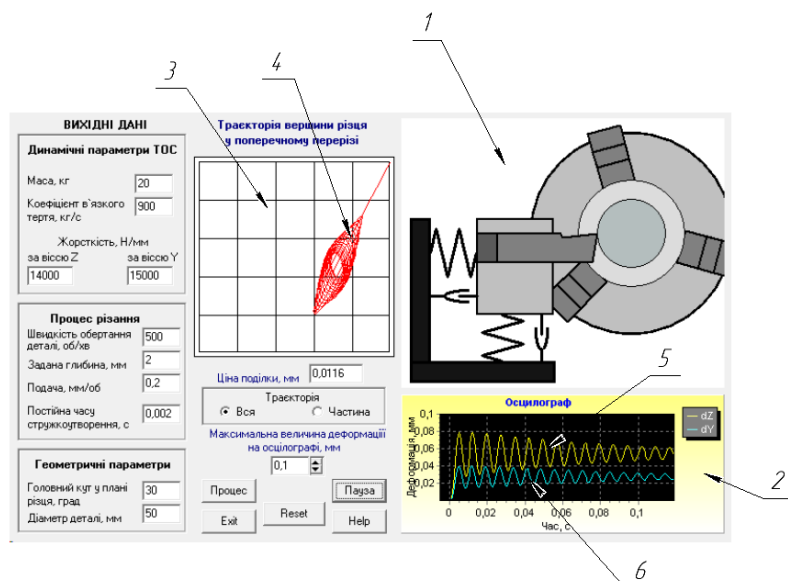 1
3
4
ВИХІДНІ ДАНІ
Динамічні параметри ТОС
Маса, кг
20
Коефіцієнт в`язкого
тертя, кг/с
900
Жорсткість, Н/мм
за віссю Z
за віссю Y
14000
15000
Процес різання
Швидкість обертання
деталі, об/хв
500
Задана глибина, мм
2
Подача, мм/об
0,2
Постійна часу
стружкоутворення, с
0,002
Геометричні параметри
Головний кут у плані
різця, град
30
Діаметр деталі, мм
50
Траєкторія вершини різця
у поперечному перерізі
Ціна поділки, мм
0,0116
Траєкторія
Вся
Частина
Максимальна величина деформації
на осцилографі, мм
0,1
Процес
Пауза
Exit
Reset
Help
5
Осцилограф
Деформація, мм
0,1
0,08
0,06
0,04
0,02
0
0,02
0,04
0,06
0,08
0,1
Час, с
dZ
dY
2
6